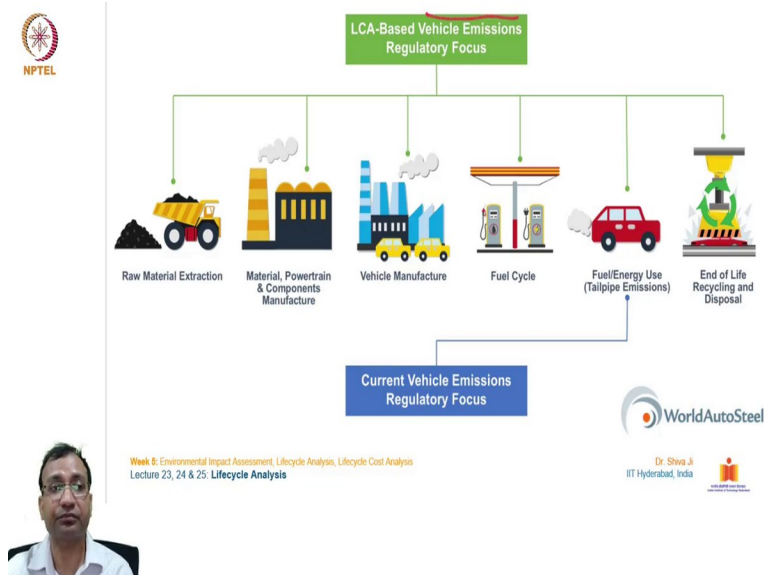 NPTEL
LCA-Based Vehicle Emissions
Regulatory Focus
Raw Material Extraction
Material, Powertrain
& Components
Manufacture
Vehicle Manufacture
Fuel Cycle
Fuel/Energy Use
(Tailpipe Emissions)
End of Life
Recycling and
Disposal
Current Vehicle Emissions
Regulatory Focus
WorldAutoSteel
Week 8: Environmental Impact Assessment, Lifecycle Analysis, Lifecycle Cost Analysis
Lecture 23, 24 & 25: Lifecycle Analysis
Dr. Shiva Ji
IIT Hyderabad, India